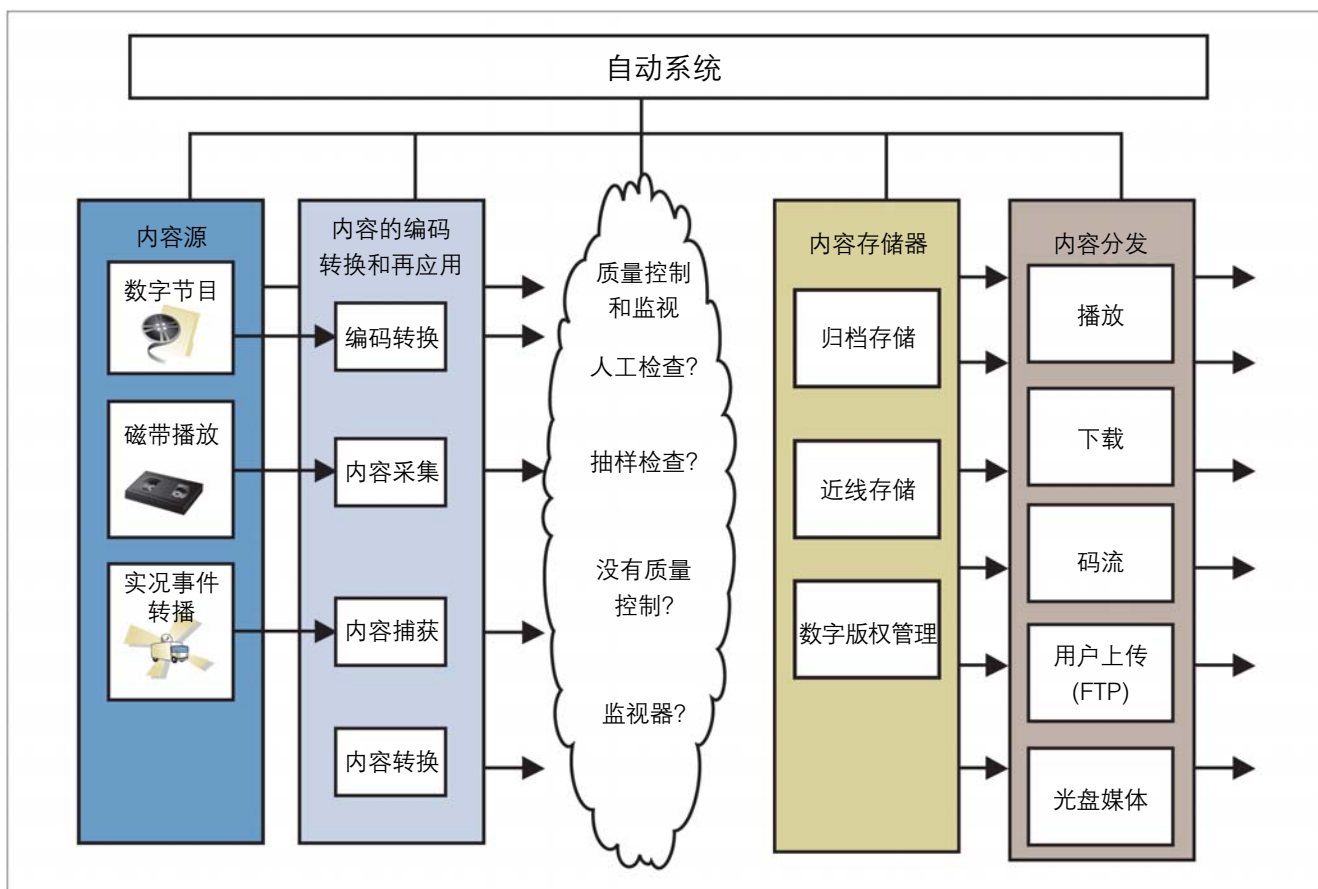 自动系统
内容源
数字节目
磁带播放
实况事件
转播
内容的编码
转换和再应用
编码转换
内容采集
内容捕获
内容转换
质量控制
和监视
人工检查?
抽样检查?
没有质量
控制?
监视器?
内容存储器
归档存储
近线存储
数字版权管理
内容分发
播放
下载
码流
用户上传
(FTP)
光盘媒体